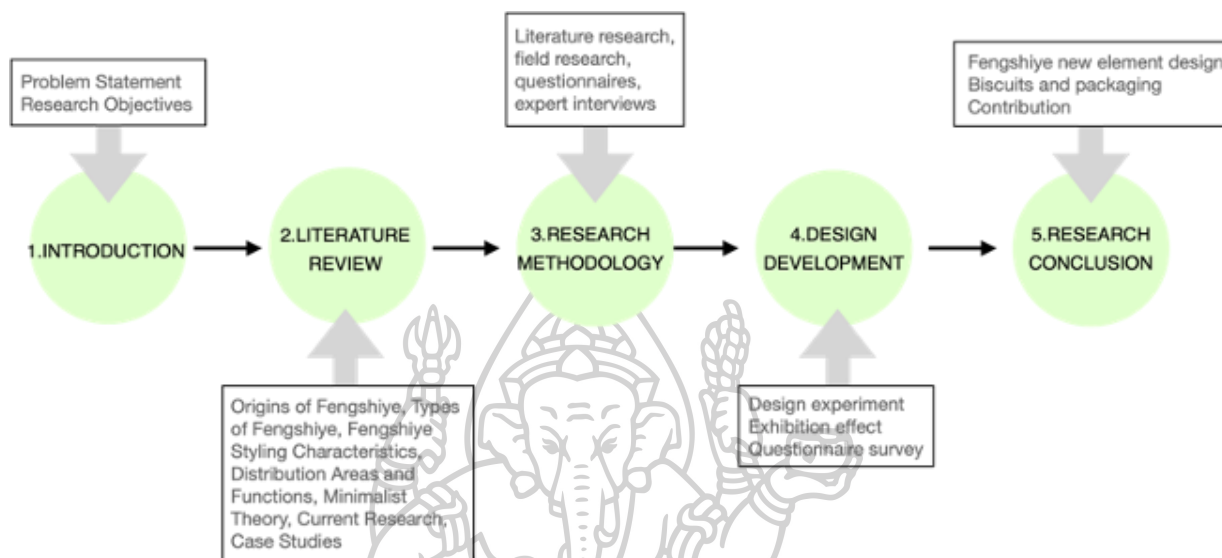 Problem Statement
Research Objectives
Literature research,
field research,
questionnaires,
expert interviews
Fengshiye new element design
Biscuits and packaging
Contribution
1.INTRODUCTION
2.LITERATURE
REVIEW
3.RESEARCH
METHODOLOGY
4.DESIGN
DEVELOPMENT
5.RESEARCH
CONCLUSION
Origins of Fengshiye, Types
of Fengshiye, Fengshiye
Styling Characteristics,
Distribution Areas and
Functions, Minimalist
Theory, Current Research,
Case Studies
Design experiment
Exhibition effect
Questionnaire survey